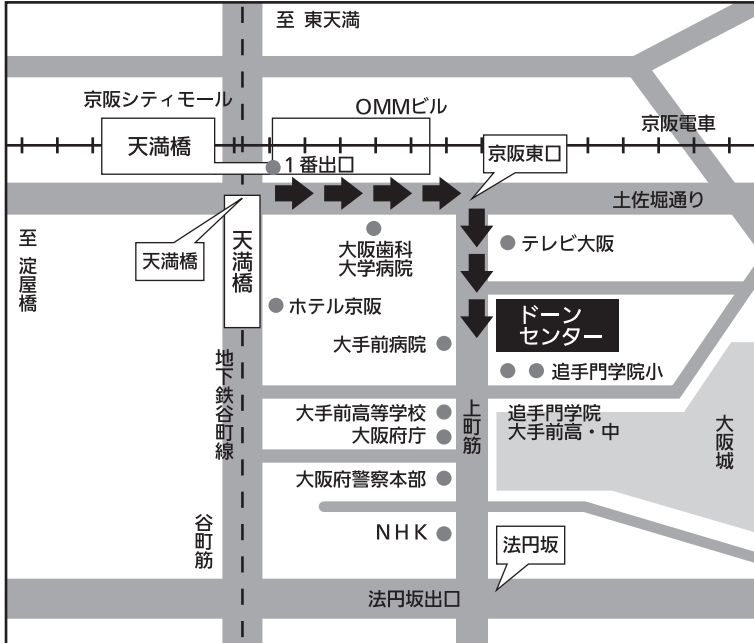 至 東天満
京阪シティモール
OMMビル
天満橋
京阪電車
1番出口
京阪東口
土佐堀通り
至 淀屋橋
天満橋
天満橋
大阪歯科
大学病院
テレビ大阪
ホテル京阪
ドーン
センター
大手前病院
追手門学院小
地下鉄谷町線
大手前高等学校
大阪府庁
上町筋
追手門学院
大手前高・中
大阪城
大阪府警察本部
谷町筋
NHK
法円坂
法円坂出口